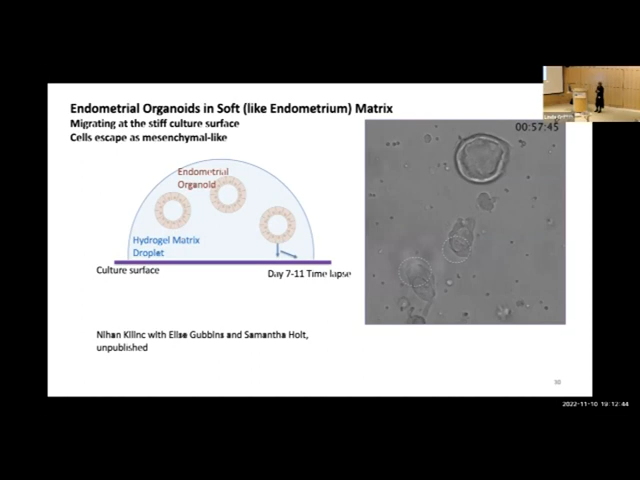 Endometrial Organoids in Soft (like Endometrium) Matrix
Migrating at the stiff culture surface
Cells escape as mesenchymal-like
00:57:45
Endometrial
Organoid
Hydrogel Matrix
Droplet
Culture surface
Day 7-11 Time lapse
Nihan Kilinc with Elise Gubbins and Samantha Holt,
unpublished
30
2022-11-10 19:12:44